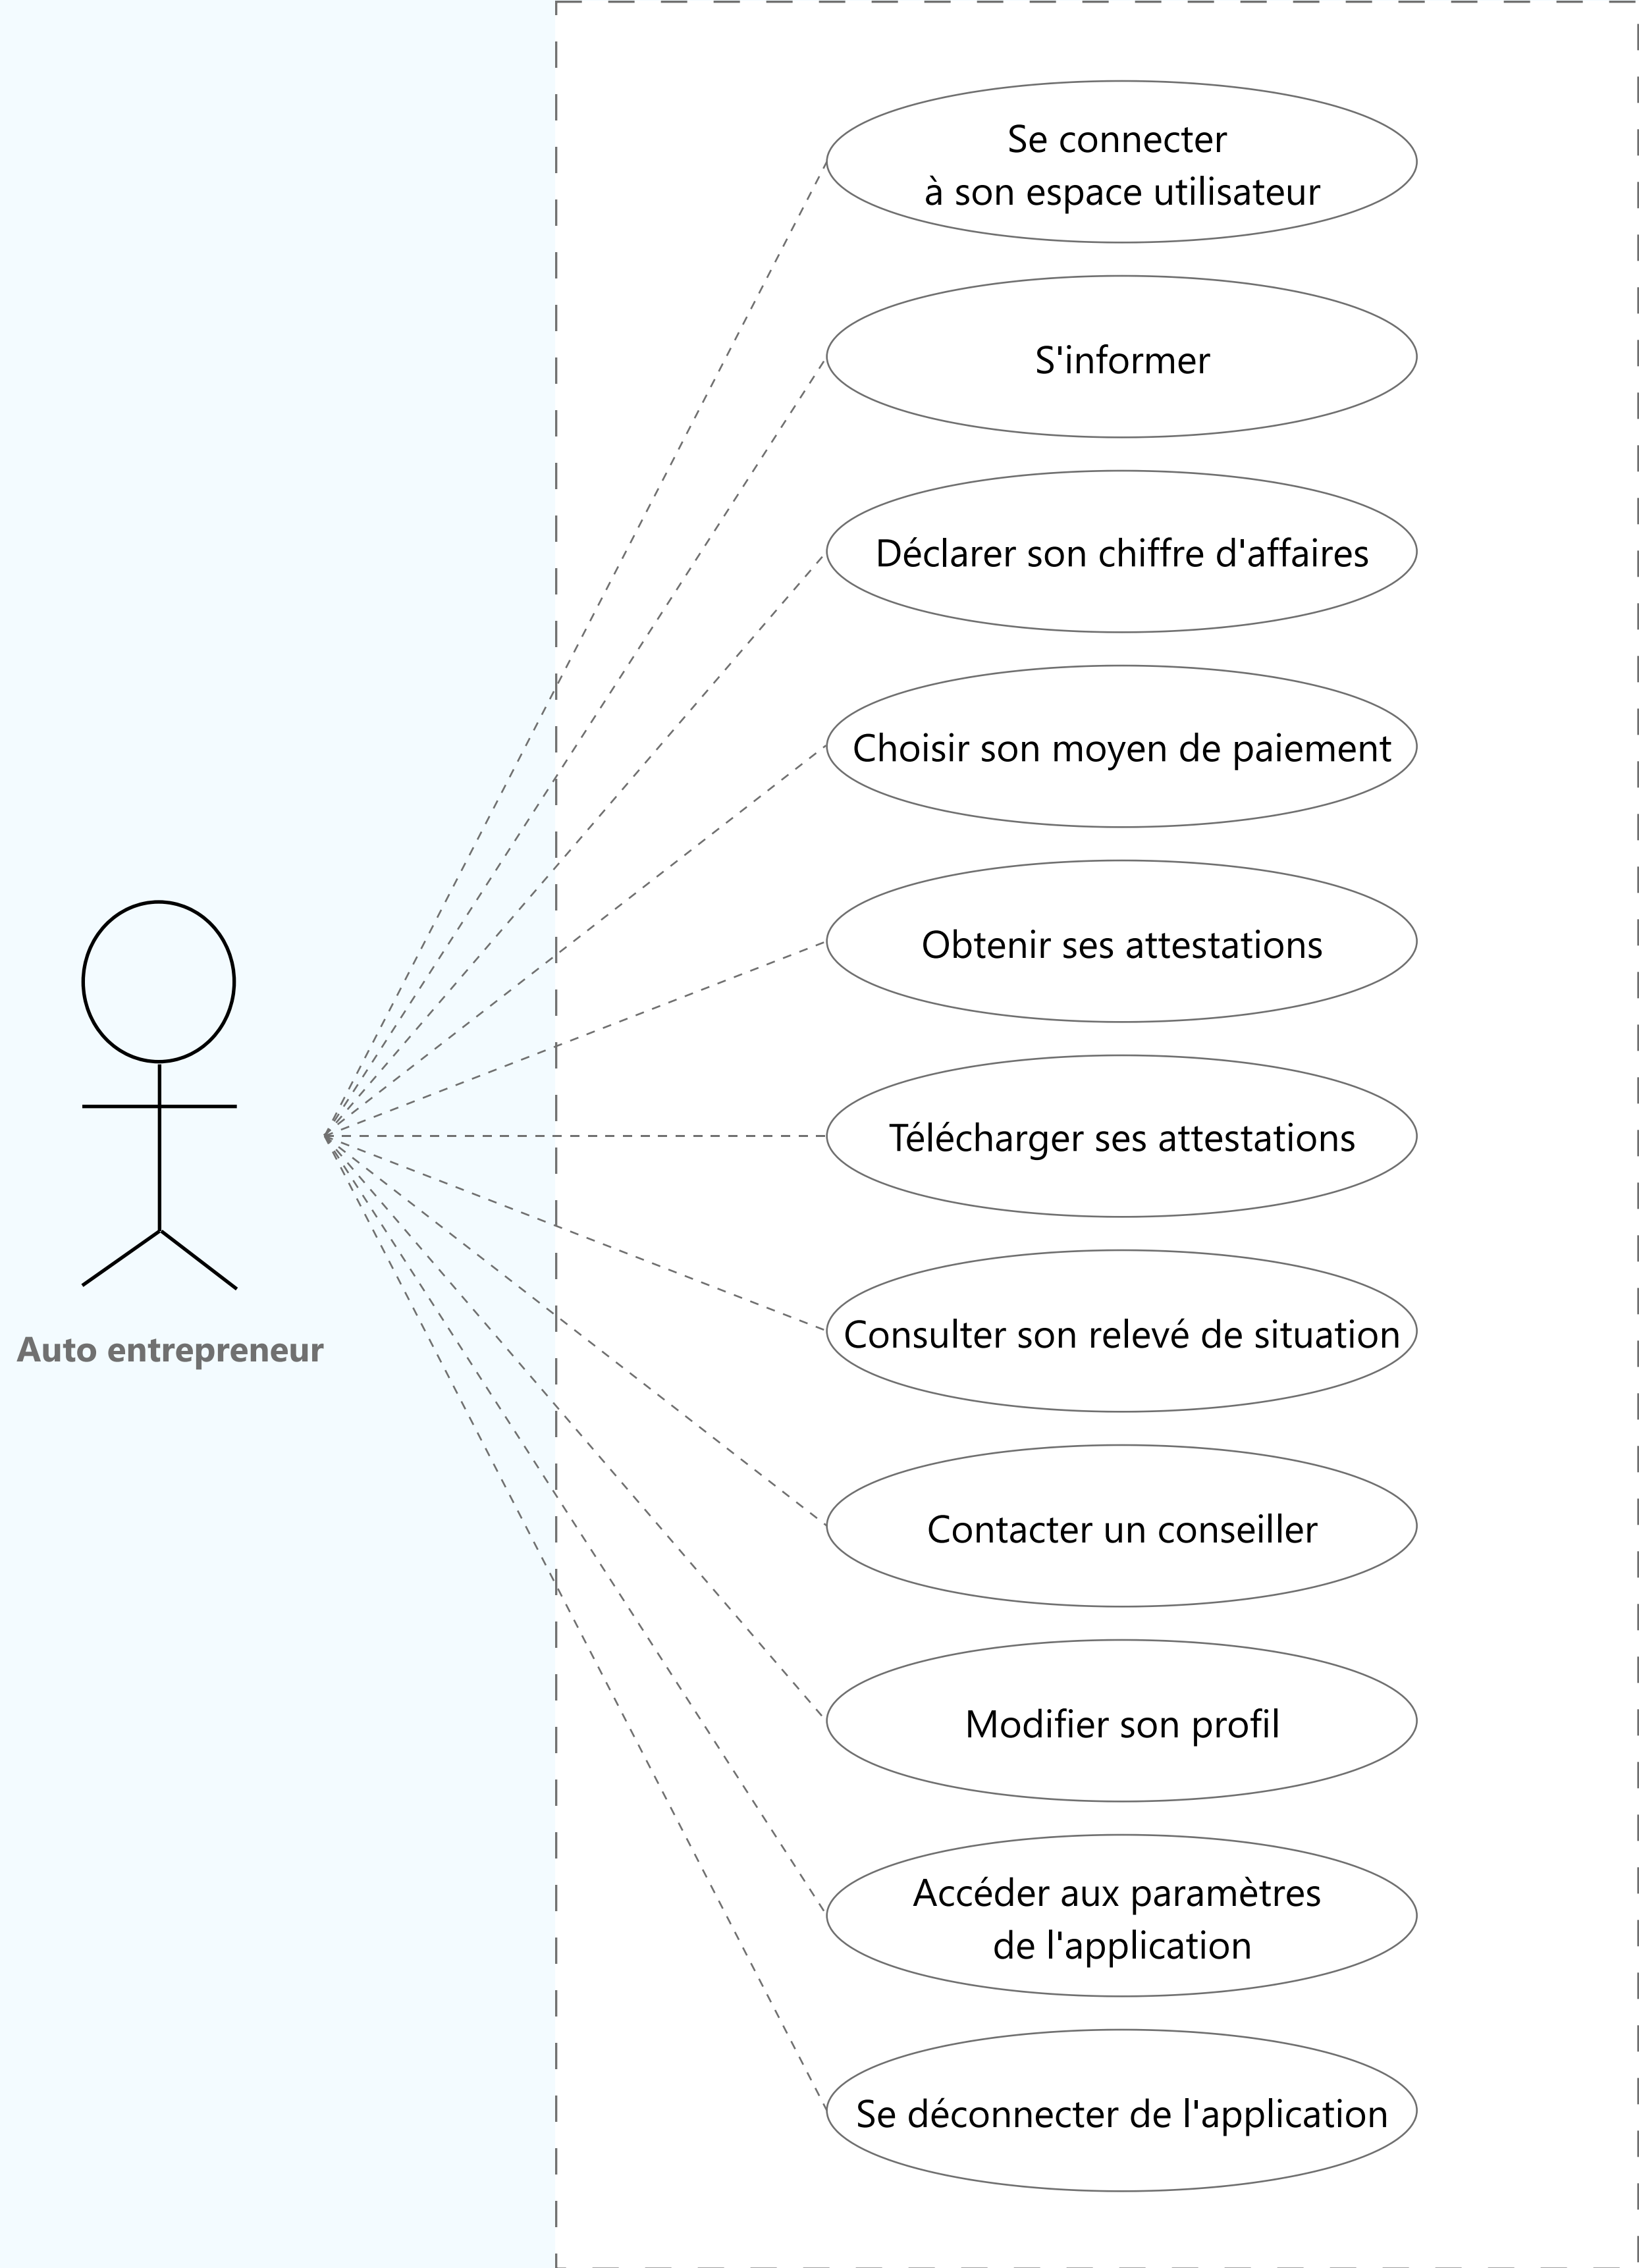 Se connecter
à son espace utilisateur
S'informer
Déclarer son chiffre d'affaires
Choisir son moyen de paiement
Obtenir ses attestations
Télécharger ses attestations
Consulter son relevé de situation
Auto entrepreneur
Contacter un conseiller
Modifier son profil
Accéder aux paramètres
de l'application
Se déconnecter de l'application